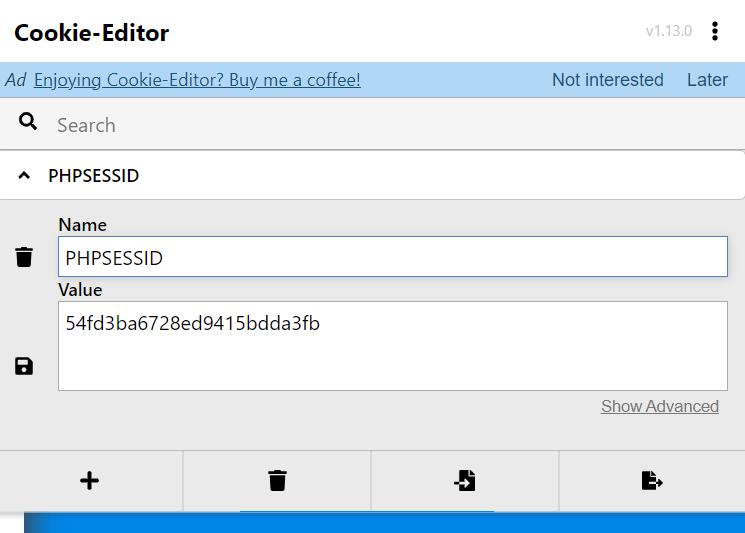 Cookie-Editor
v1.13.0
Ad Enjoying Cookie-Editor? Buy me a coffee! Not interested Later
Search
PHPSESSID
Name
PHPSESSID
Value
54fd3ba6728ed9415bdda3fb
Show Advanced